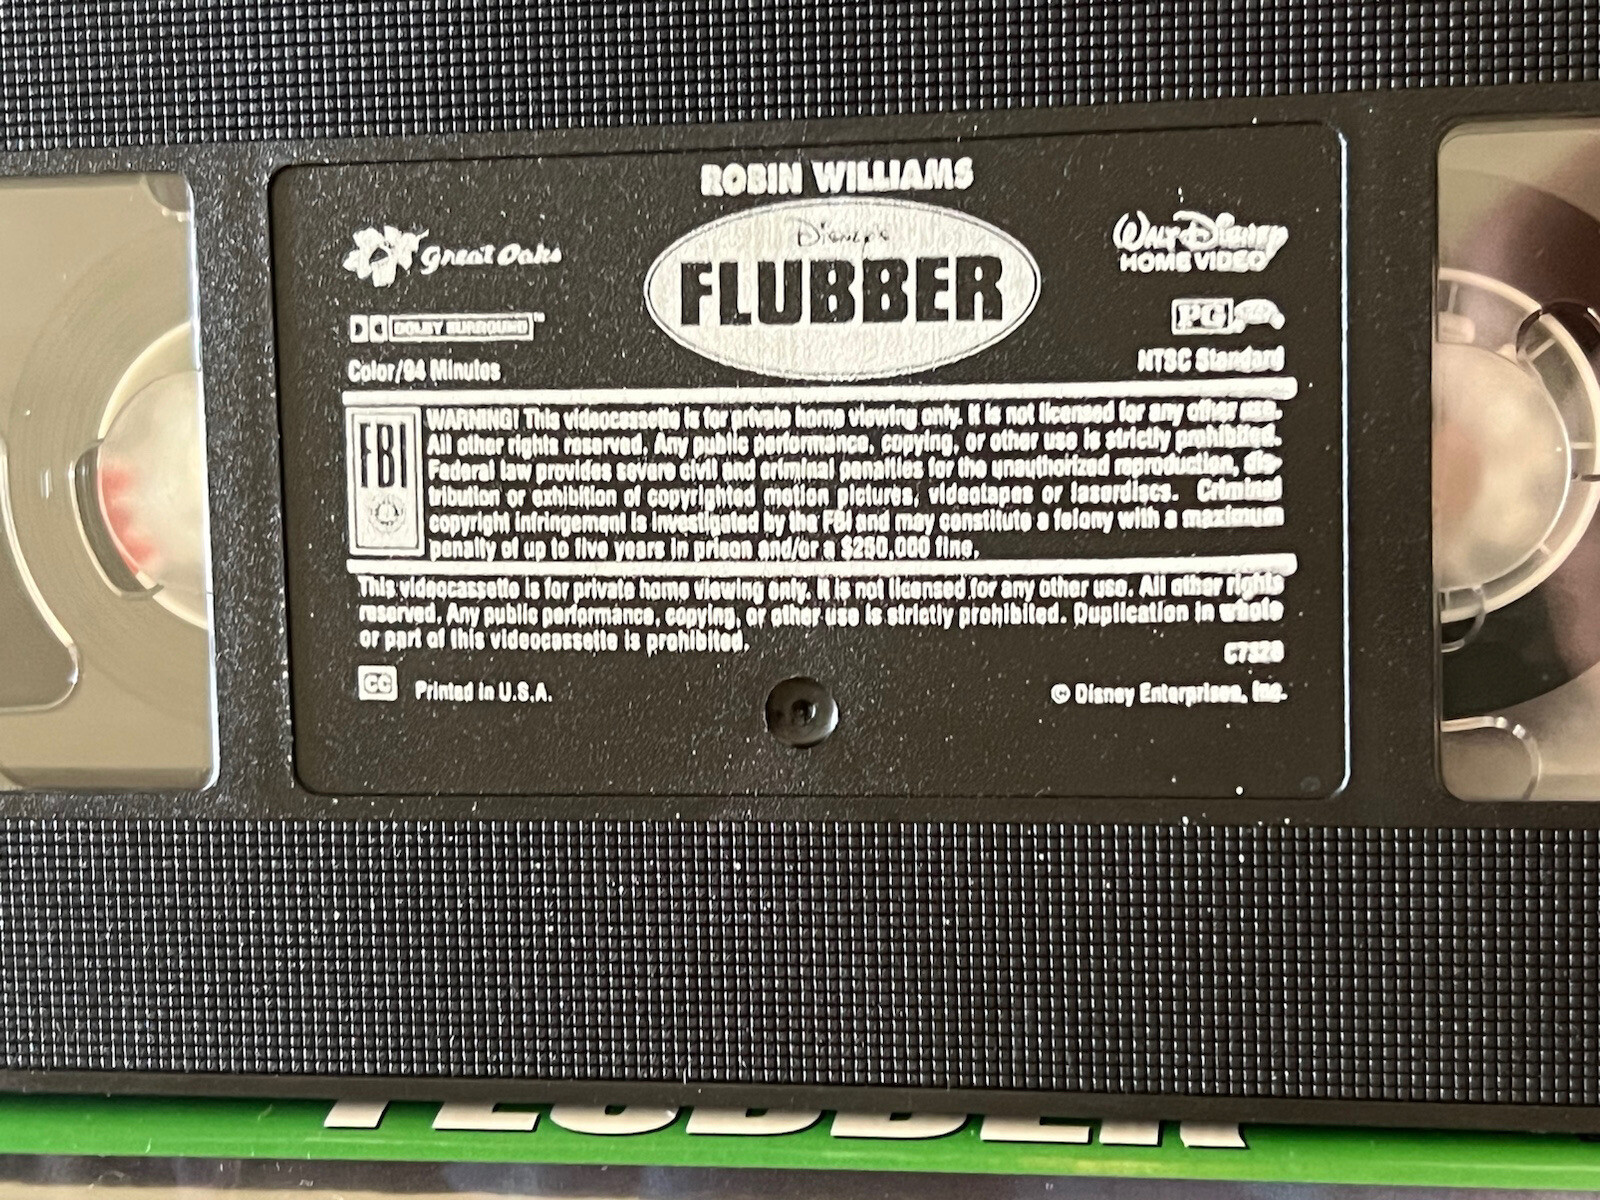 ROBIN WILLIAMS
Great Oaks
Disney's
FLUBBER
WALT DISNEY
HOME VIDEO
DOLBY SURROUND™
PG
Color/94 Minutes
NTSC Standard
FBI
WARNING! This videocassette is for private home viewing only. It is not licensed for any other use.
All other rights reserved. Any public performance, copying, or other use is strictly prohibited.
Federal law provides severe civil and criminal penalties for the unauthorized reproduction, dis-
tribution or exhibition of copyrighted motion pictures, videotapes or laserdiscs. Criminal
copyright infringement is investigated by the FBI and may constitute a felony with a maximum
penalty of up to five years in prison and/or a $250,000 fine.
This videocassette is for private home viewing only. It is not licensed for any other use. All other rights
reserved. Any public performance, copying, or other use is strictly prohibited. Duplication in whole
or part of this videocassette is prohibited.
CC Printed in U.S.A.
© Disney Enterprises, Inc.
FLUBBER